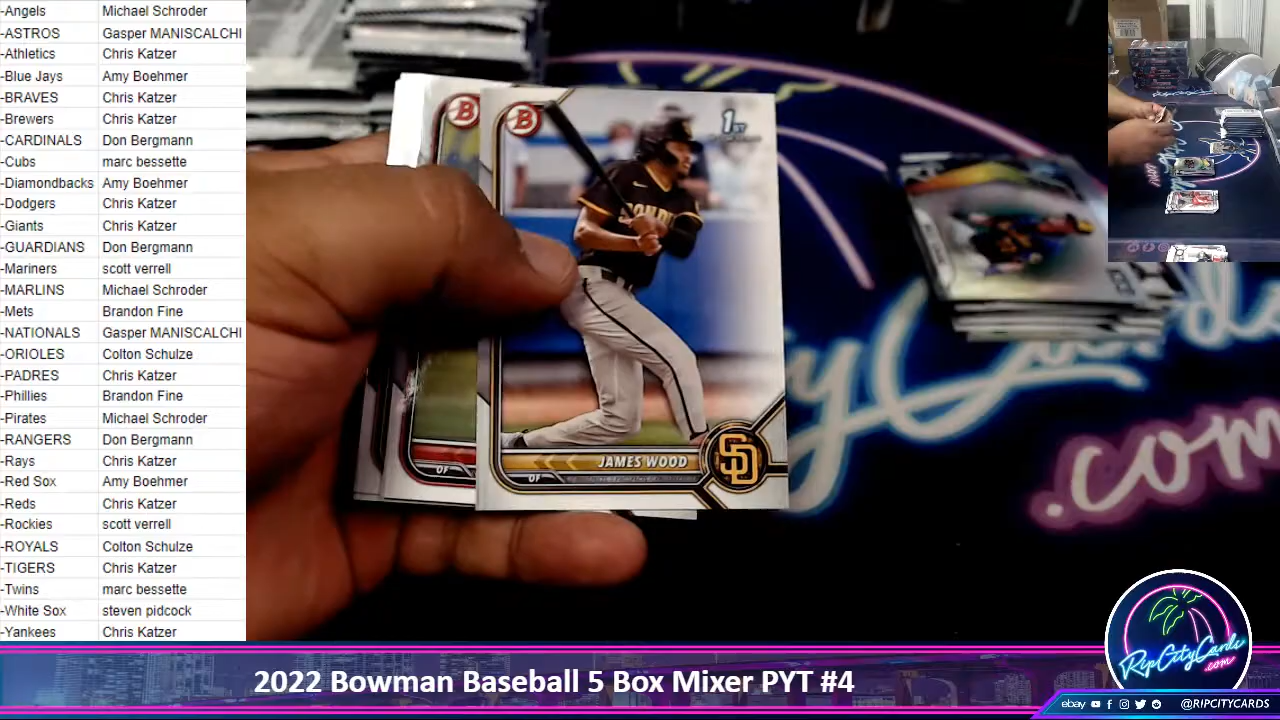 -Angels Michael Schroder
-ASTROS Gasper MANISCALCHI
-Athletics Chris Katzer
-Blue Jays Amy Boehmer
-BRAVES Chris Katzer
-Brewers Chris Katzer
-CARDINALS Don Bergmann
-Cubs marc bessette
-Diamondbacks Amy Boehmer
-Dodgers Chris Katzer
-Giants Chris Katzer
-GUARDIANS Don Bergmann
-Mariners scott verrell
-MARLINS Michael Schroder
-Mets Brandon Fine
-NATIONALS Gasper MANISCALCHI
-ORIOLES Colton Schulze
-PADRES Chris Katzer
-Phillies Brandon Fine
-Pirates Michael Schroder
-RANGERS Don Bergmann
-Rays Chris Katzer
-Red Sox Amy Boehmer
-Reds Chris Katzer
-Rockies scott verrell
-ROYALS Colton Schulze
-TIGERS Chris Katzer
-Twins marc bessette
-White Sox steven pidcock
-Yankees Chris Katzer
B
B
1ST
OF
OF
JAMES WOOD
SD
.com
RipCityCards
.com
2022 Bowman Baseball 5 Box Mixer PYT #4
ebay @RIPCITYCARDS